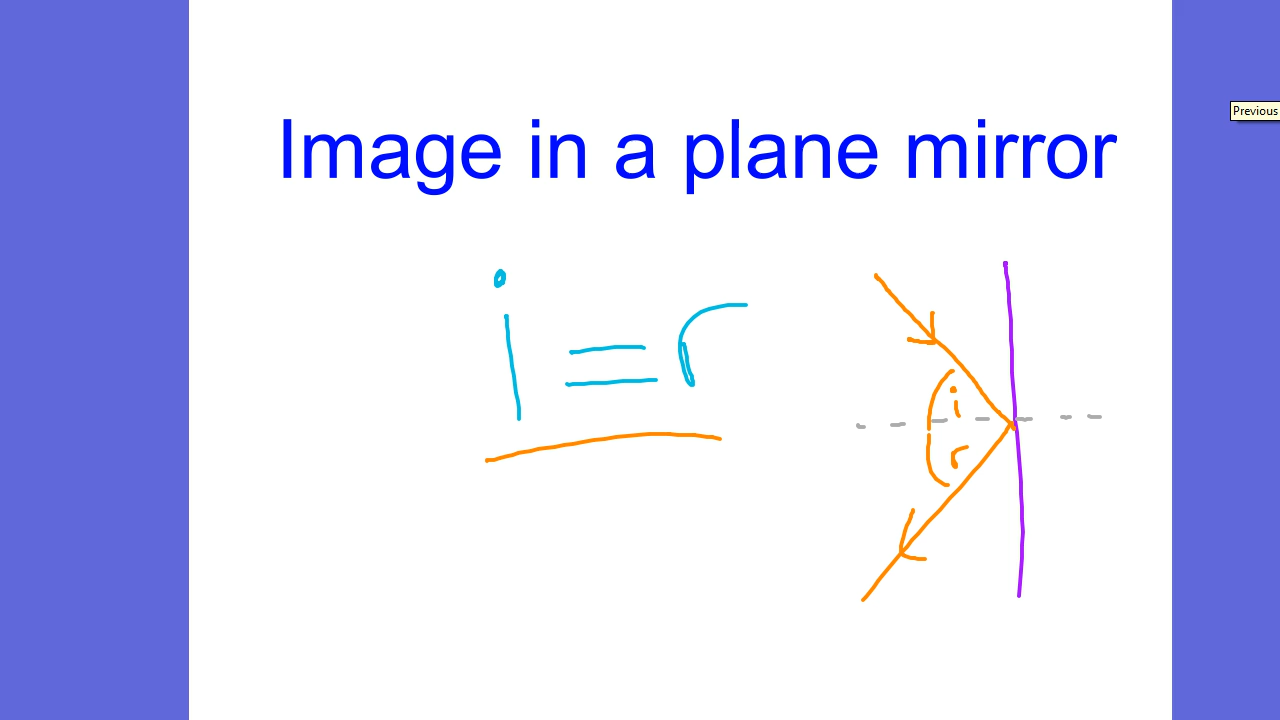 Image in a plane mirror
Previous
i = r
i
r